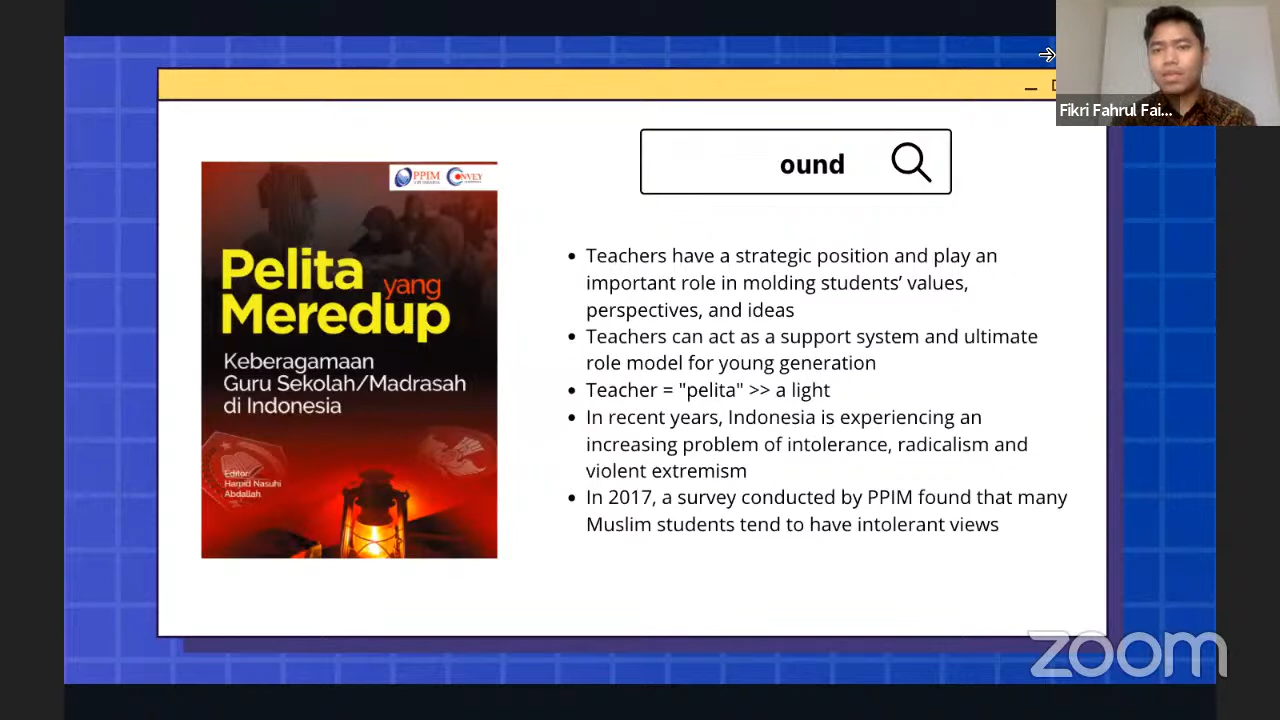 Fikri Fahrul Fai...
ound
PPIM
CONVEY
Pelita
yang
Meredup
Keberagamaan
Guru Sekolah/Madrasah
di Indonesia
Editor:
Harpid Nasuhi
Abdallah
Teachers have a strategic position and play an
important role in molding students’ values,
perspectives, and ideas
Teachers can act as a support system and ultimate
role model for young generation
Teacher = "pelita" >> a light
In recent years, Indonesia is experiencing an
increasing problem of intolerance, radicalism and
violent extremism
In 2017, a survey conducted by PPIM found that many
Muslim students tend to have intolerant views
zoom